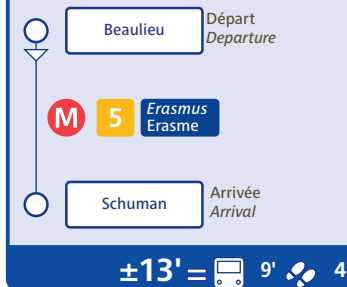 Beaulieu
Départ
Departure
M 5 Erasmus
Erasme
Schuman
Arrivée
Arrival
±13' = 9' 4